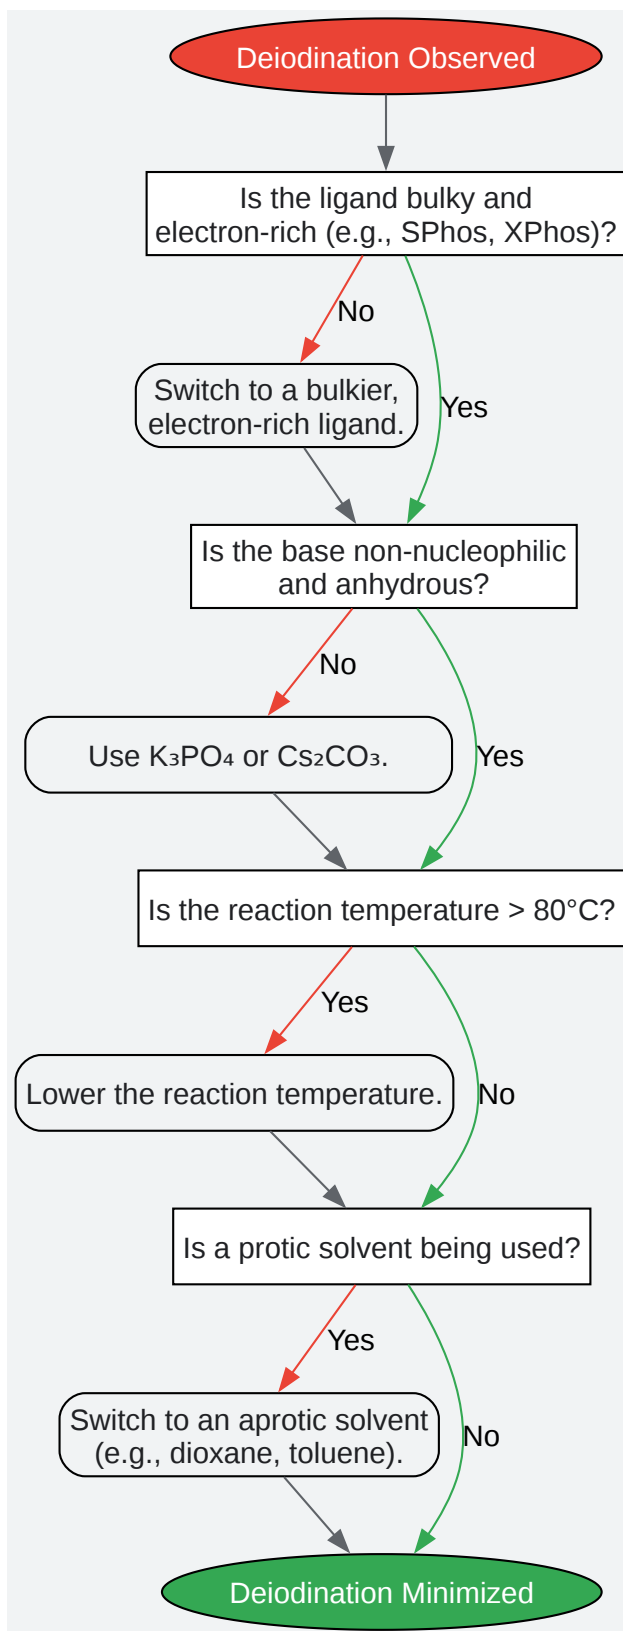 Deiodination Observed
Is the ligand bulky and
electron-rich (e.g., SPhos, XPhos)?
No
Switch to a bulkier,
electron-rich ligand.
Yes
Is the base non-nucleophilic
and anhydrous?
No
Use K₃PO₄ or Cs₂CO₃.
Yes
Is the reaction temperature > 80°C?
Yes
Lower the reaction temperature.
No
Is a protic solvent being used?
Yes
Switch to an aprotic solvent
(e.g., dioxane, toluene).
No
Deiodination Minimized